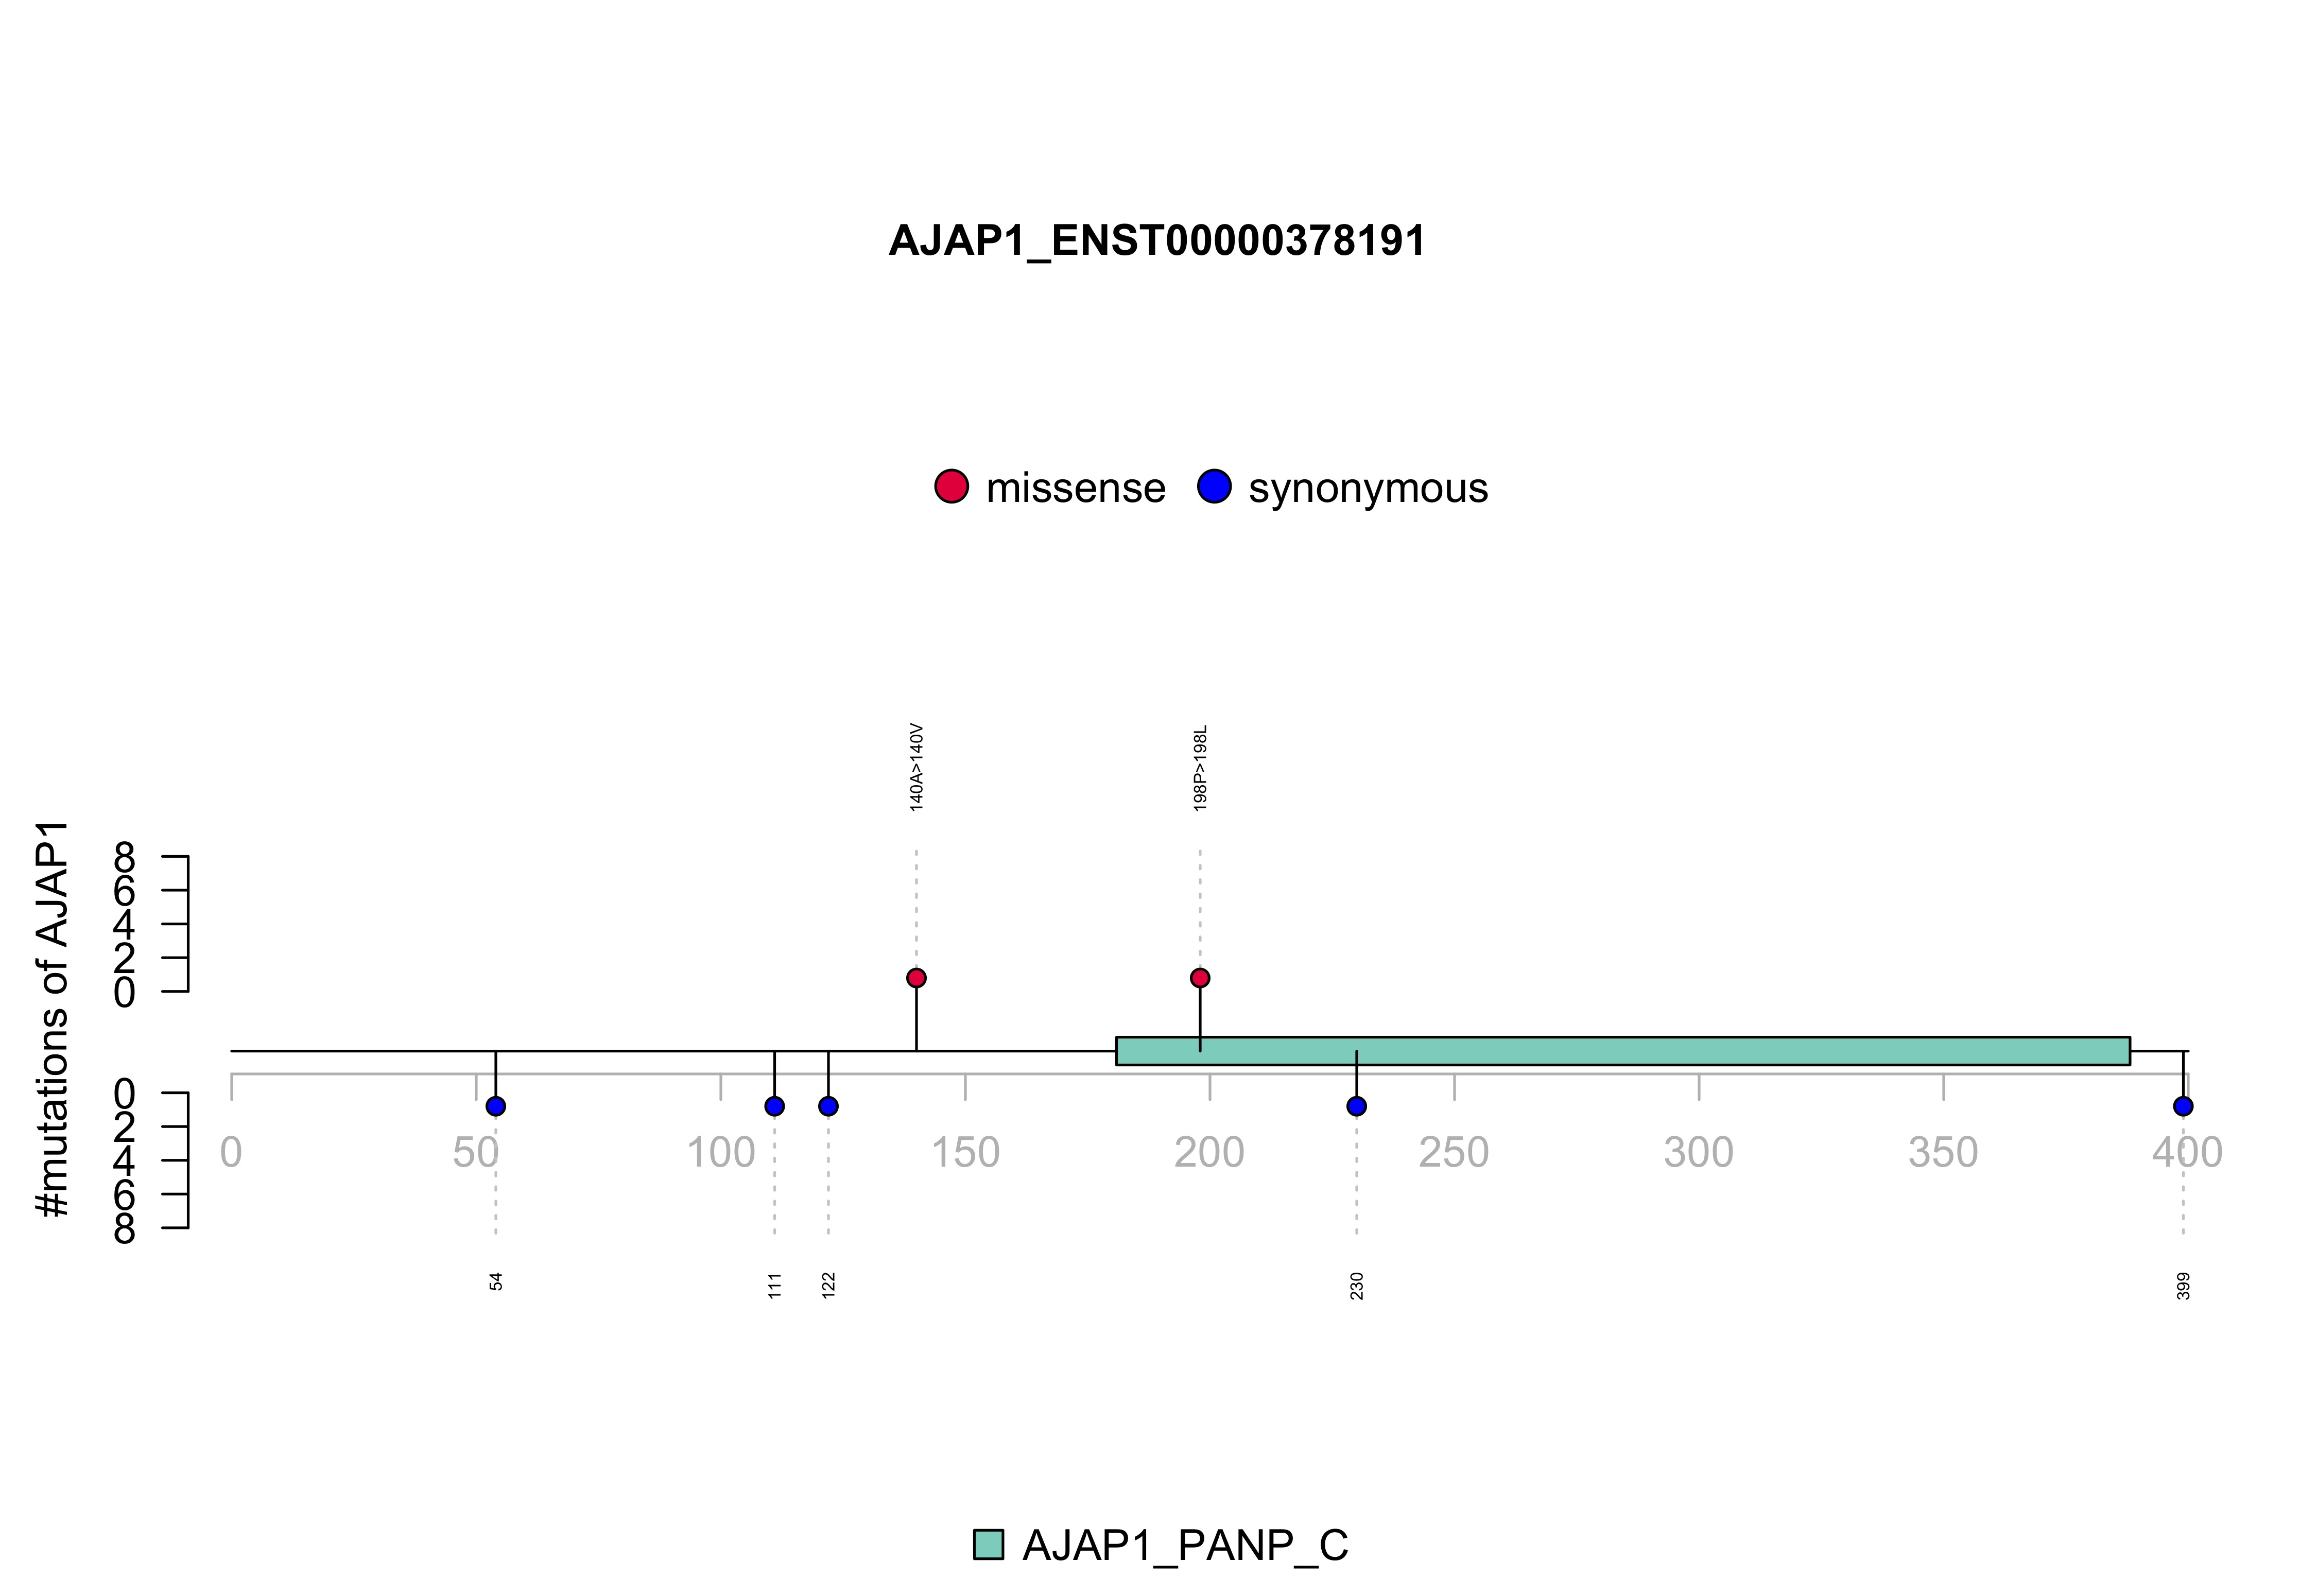 AJAP1_ENST00000378191
missense synonymous
140A>140V 198P>198L
#mutations of AJAP1
8
6
4
2
0
0
2
4
6
8
0 50 100 150 200 250 300 350 400
54 111 122 230 399
AJAP1_PANP_C